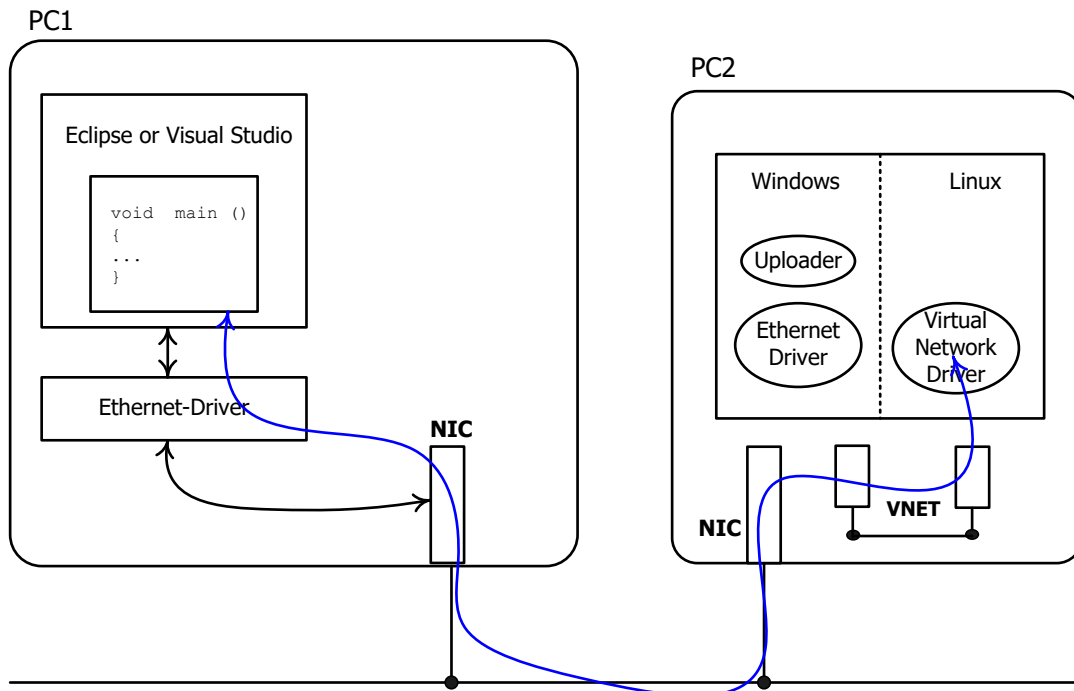 PC1
Eclipse or Visual Studio
void main ()
{
...
}
Ethernet-Driver
NIC
PC2
Windows
Linux
Uploader
Ethernet
Driver
Virtual
Network
Driver
NIC
VNET